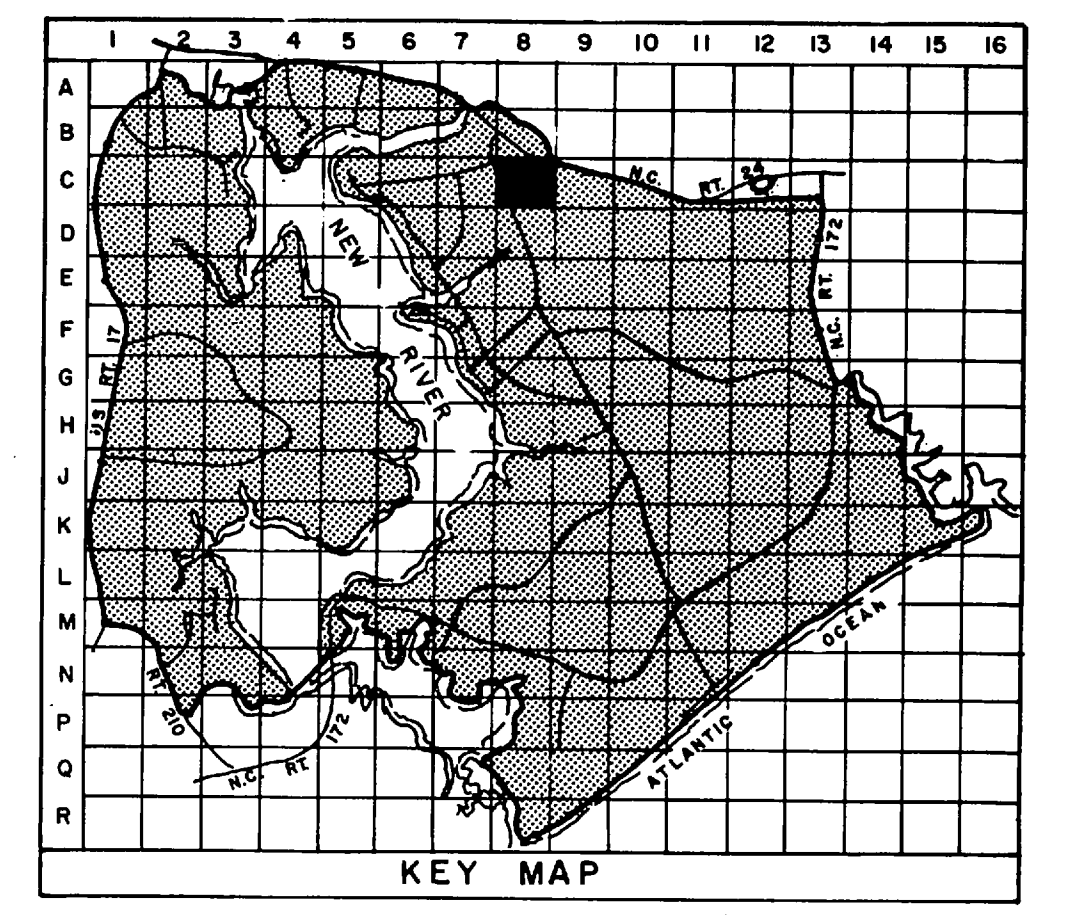 1 2 3 4 5 6 7 8 9 10 11 12 13 14 15 16
A
B
C
D
E
F
G
H
J
K
L
M
N
P
Q
R
N.C. RT. 24
N.C. RT. 172
NEW
RIVER
US RT. 17
RT. 210
N.C. RT. 172
ATLANTIC OCEAN
KEY MAP